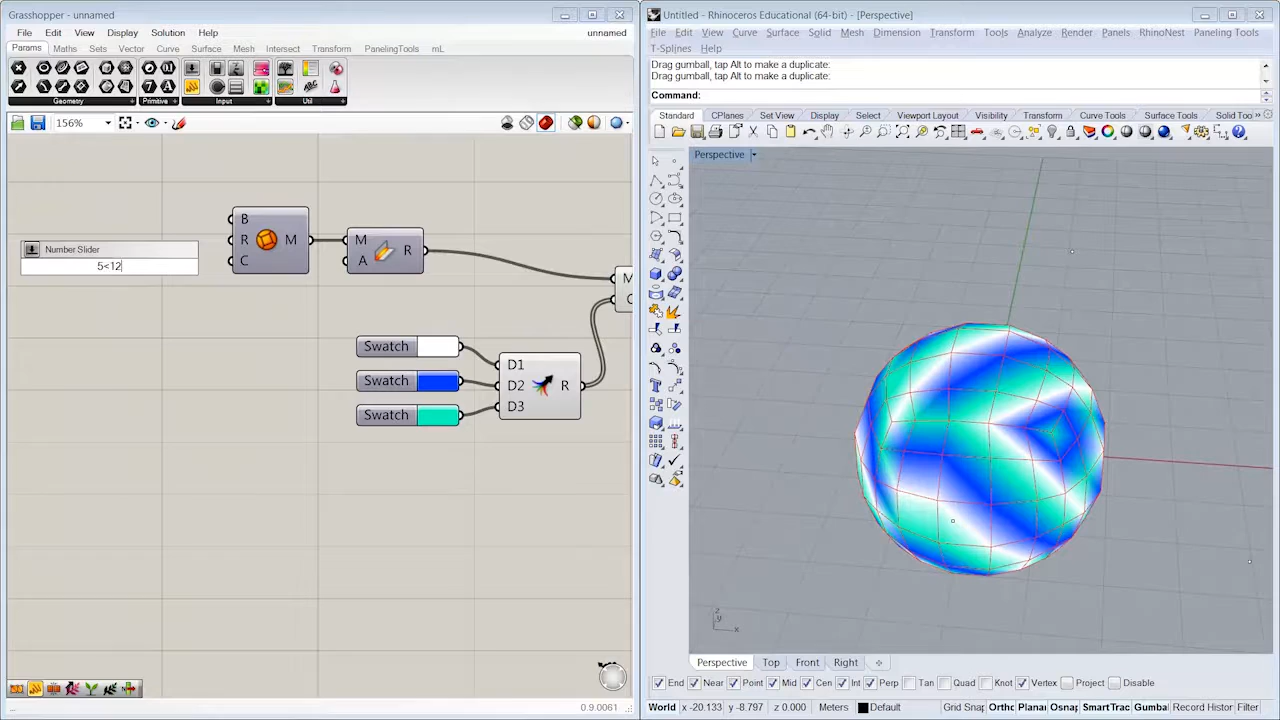 Grasshopper - unnamed
File Edit View Display Solution Help
unnamed
Params Maths Sets Vector Curve Surface Mesh Intersect Transform PanelingTools mL
Geometry Primitive Input Util
156%
B
R M
C
M R
A
Number Slider
5<12
M
C
Swatch
Swatch
Swatch
D1
D2 R
D3
...
0.9.0061
Untitled - Rhinoceros Educational (64-bit) - [Perspective]
File Edit View Curve Surface Solid Mesh Dimension Transform Tools Analyze Render Panels RhinoNest Paneling Tools
T-Splines Help
Drag gumball, tap Alt to make a duplicate:
Drag gumball, tap Alt to make a duplicate:
Command:
Standard CPlanes Set View Display Select Viewport Layout Visibility Transform Curve Tools Surface Tools Solid Too
Perspective
z
y
x
Perspective Top Front Right
End Near Point Mid Cen Int Perp Tan Quad Knot Vertex Project Disable
World x -20.133 y -8.797 z 0.000 Meters Default Grid Snap Ortho Planar Osnap SmartTrac Gumba Record Histor Filter